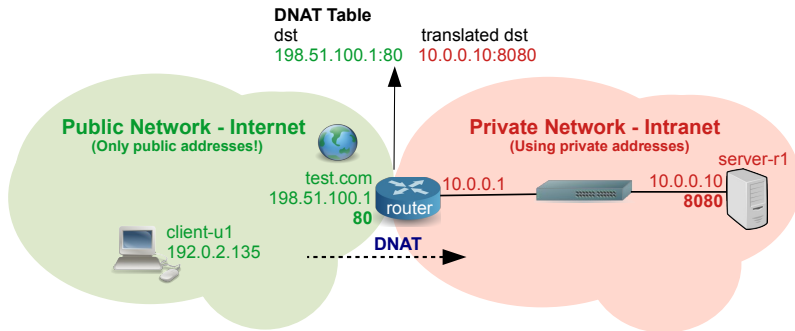 DNAT Table
dst translated dst
198.51.100.1:80 10.0.0.10:8080
Public Network - Internet
(Only public addresses!)
Private Network - Intranet
(Using private addresses)
server-r1
test.com
198.51.100.1
80
router
10.0.0.1
10.0.0.10
8080
client-u1
192.0.2.135
DNAT